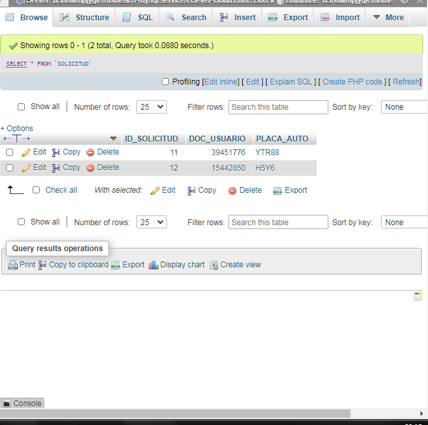 Browse Structure SQL Search Insert Export Import More
Showing rows 0 - 1 (2 total, Query took 0.0880 seconds.)
SELECT * FROM `SOLICITUD`
Profiling [Edit inline] [ Edit ] [ Explain SQL ] [ Create PHP code ] [ Refresh]
Show all Number of rows: 25 Filter rows: Search this table Sort by key: None
+ Options
←T→ ID_SOLICITUD DOC_USUARIO PLACA_AUTO
Edit Copy Delete 11 39451776 YTR88
Edit Copy Delete 12 15442850 H5Y6
Check all With selected: Edit Copy Delete Export
Show all Number of rows: 25 Filter rows: Search this table Sort by key: None
Query results operations
Print Copy to clipboard Export Display chart Create view
Console